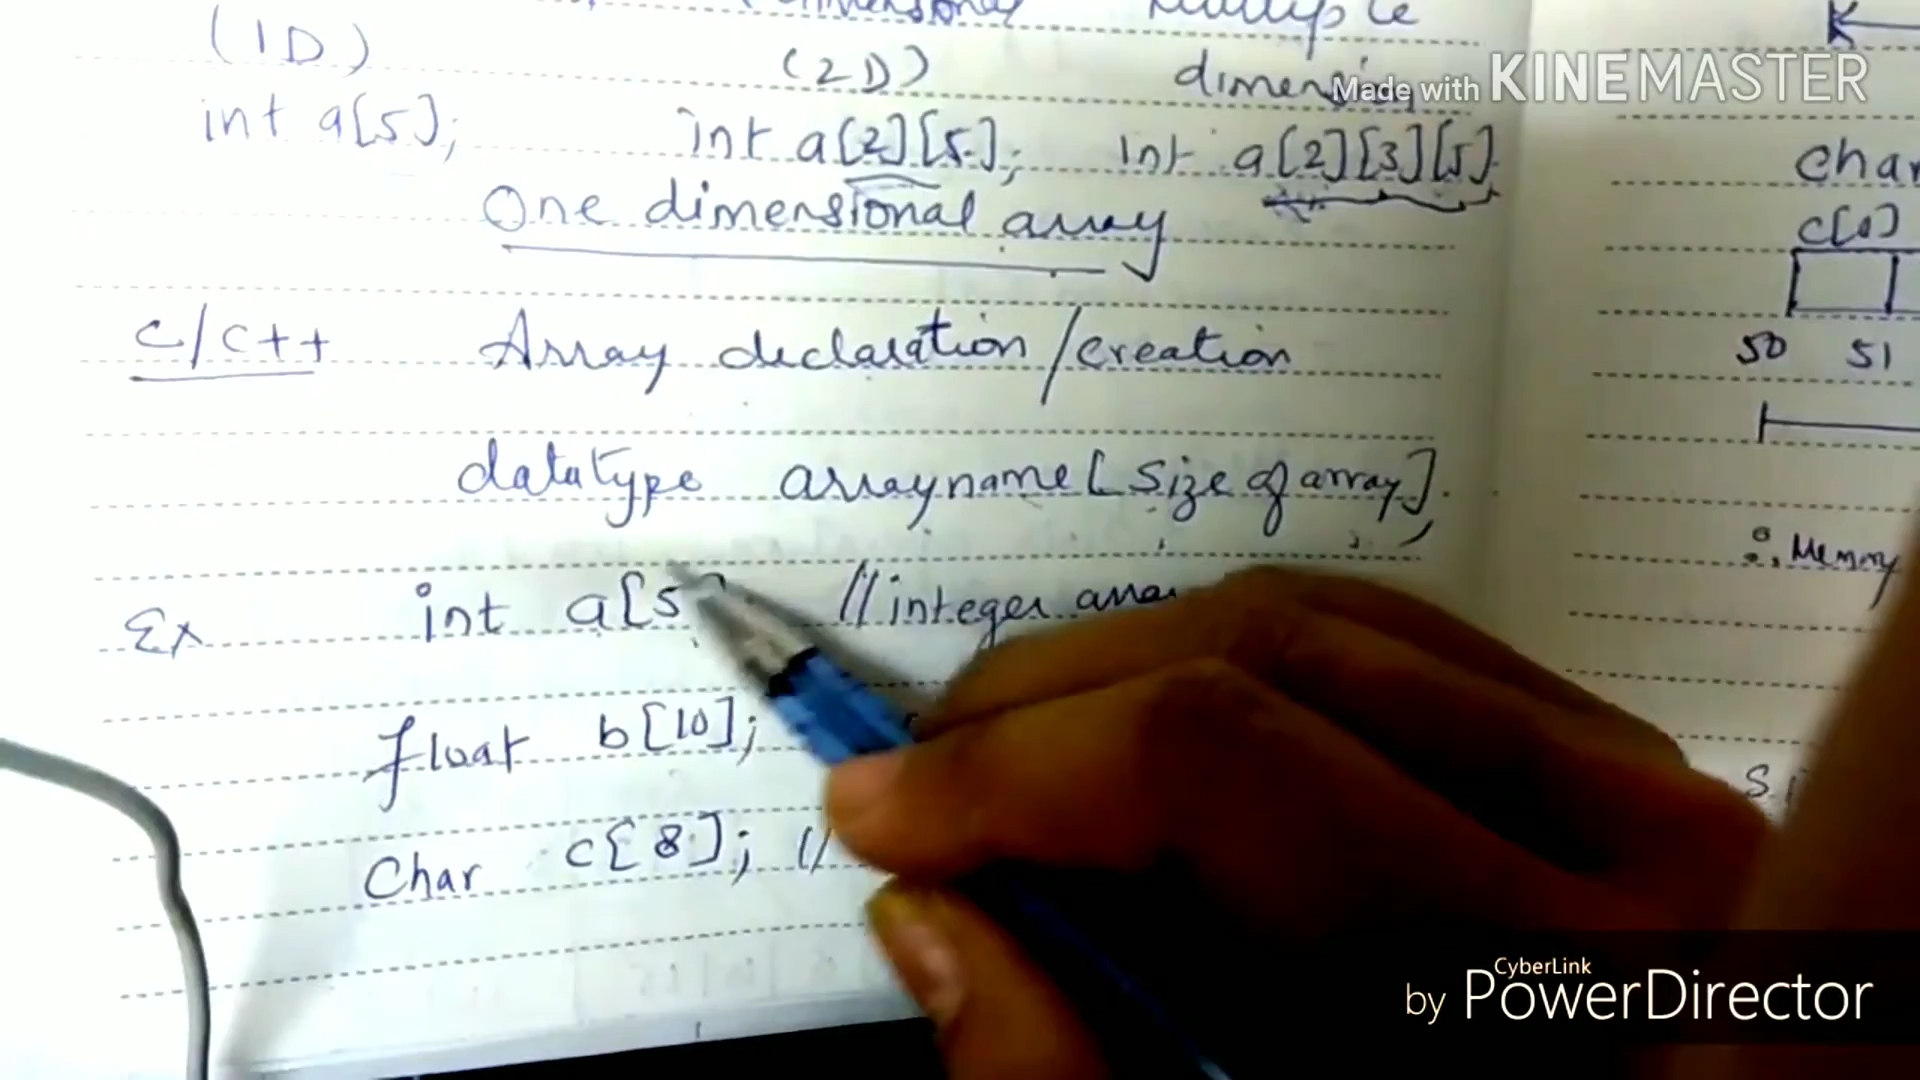 Multiple
(1D) (2D) dimension
int a[5]; int a[2][5]; int a[2][3][5]
One dimensional array
C/C++ Array declaration/creation
datatype arrayname[size of array];
Ex int a[5] //integer
float b[10];
Char c[8]; //
Char
c[0]
50 51
Memory
Made with KINEMASTER
CyberLink
by PowerDirector